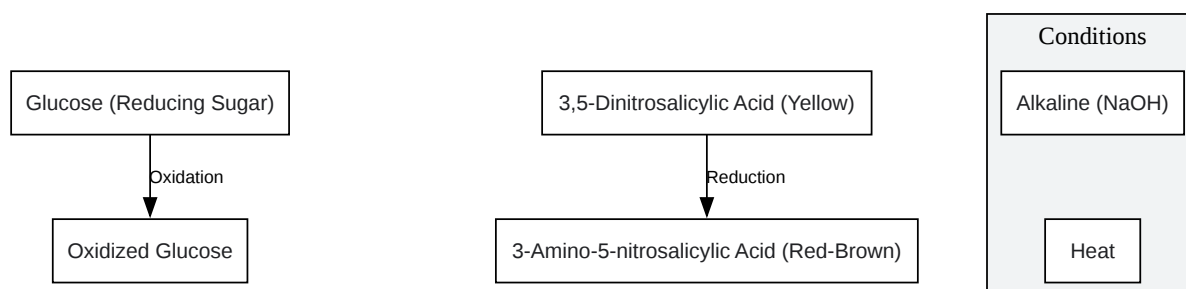 Conditions
Glucose (Reducing Sugar)
3,5-Dinitrosalicylic Acid (Yellow)
Alkaline (NaOH)
Oxidation
Reduction
Oxidized Glucose
3-Amino-5-nitrosalicylic Acid (Red-Brown)
Heat